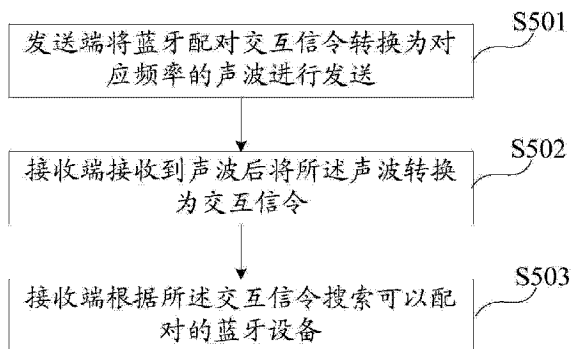 S501
发送端将蓝牙配对交互信令转换为对
应频率的声波进行发送
S502
接收端接收到声波后将所述声波转换
为交互信令
S503
接收端根据所述交互信令搜索可以配
对的蓝牙设备